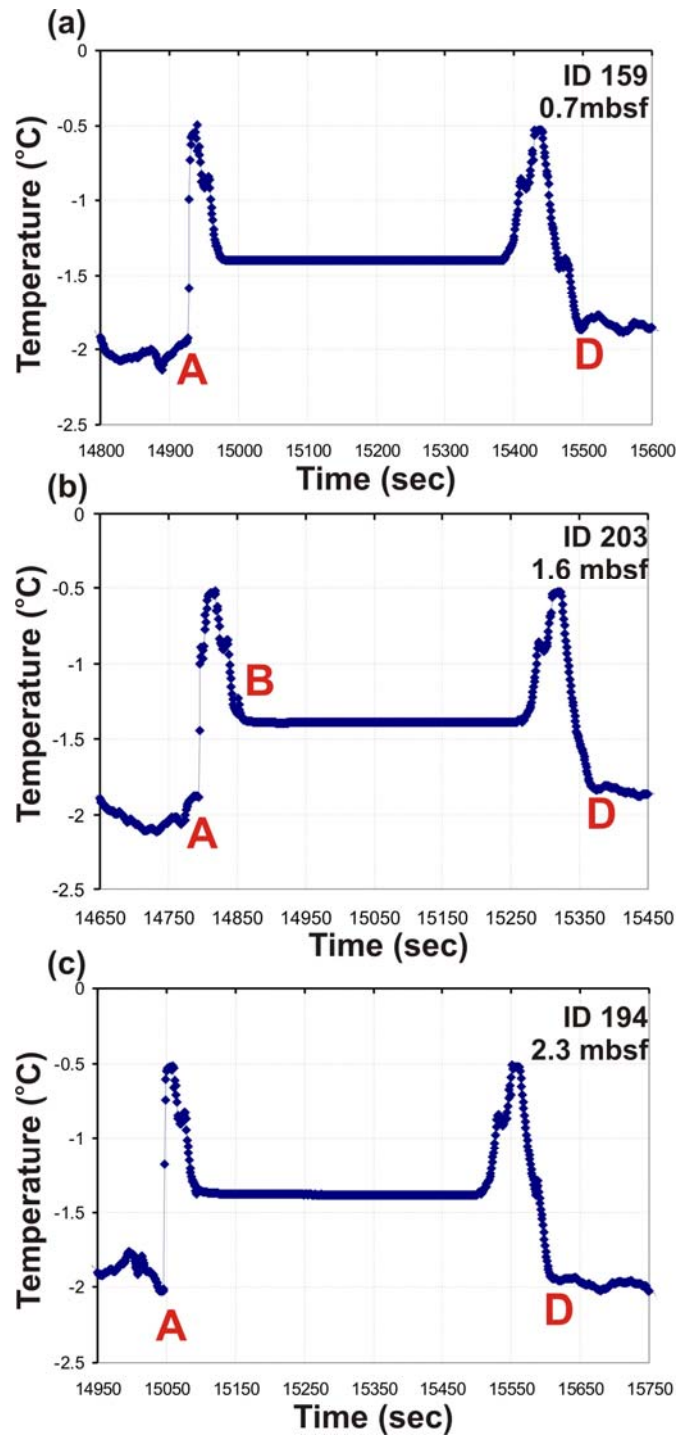 (a)
ID 159
0.7mbsf
0
-0.5
-1
-1.5
-2
-2.5
Temperature (°C)
A
D
14800 14900 15000 15100 15200 15300 15400 15500 15600
Time (sec)
(b)
ID 203
1.6 mbsf
0
-0.5
-1
-1.5
-2
-2.5
Temperature (°C)
B
A
D
14650 14750 14850 14950 15050 15150 15250 15350 15450
Time (sec)
(c)
ID 194
2.3 mbsf
0
-0.5
-1
-1.5
-2
-2.5
Temperature (°C)
A
D
14950 15050 15150 15250 15350 15450 15550 15650 15750
Time (sec)